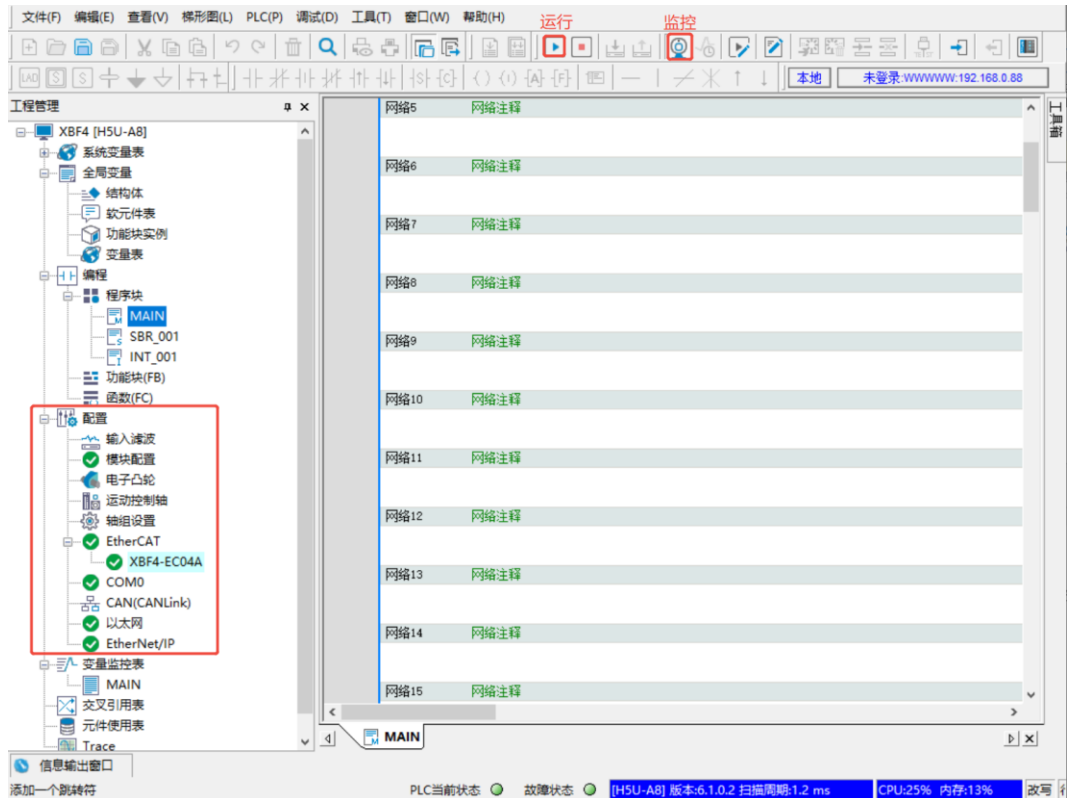 文件(F) 编辑(E) 查看(V) 梯形图(L) PLC(P) 调试(D) 工具(T) 窗口(W) 帮助(H)
运行
监控
LAD S S
本地
未登录:WWWWW:192.168.0.88
工程管理
XBF4 [H5U-A8]
系统变量表
全局变量
结构体
软元件表
功能块实例
变量表
编程
程序块
MAIN
SBR_001
INT_001
功能块(FB)
函数(FC)
配置
输入滤波
模块配置
电子凸轮
运动控制轴
轴组设置
EtherCAT
XBF4-EC04A
COM0
CAN(CANLink)
以太网
EtherNet/IP
变量监控表
MAIN
交叉引用表
元件使用表
Trace
网络5 网络注释
网络6 网络注释
网络7 网络注释
网络8 网络注释
网络9 网络注释
网络10 网络注释
网络11 网络注释
网络12 网络注释
网络13 网络注释
网络14 网络注释
网络15 网络注释
工具箱
MAIN
信息输出窗口
添加一个跳转符
PLC当前状态 故障状态 [H5U-A8] 版本:6.1.0.2 扫描周期:1.2 ms CPU:25% 内存:13% 改写